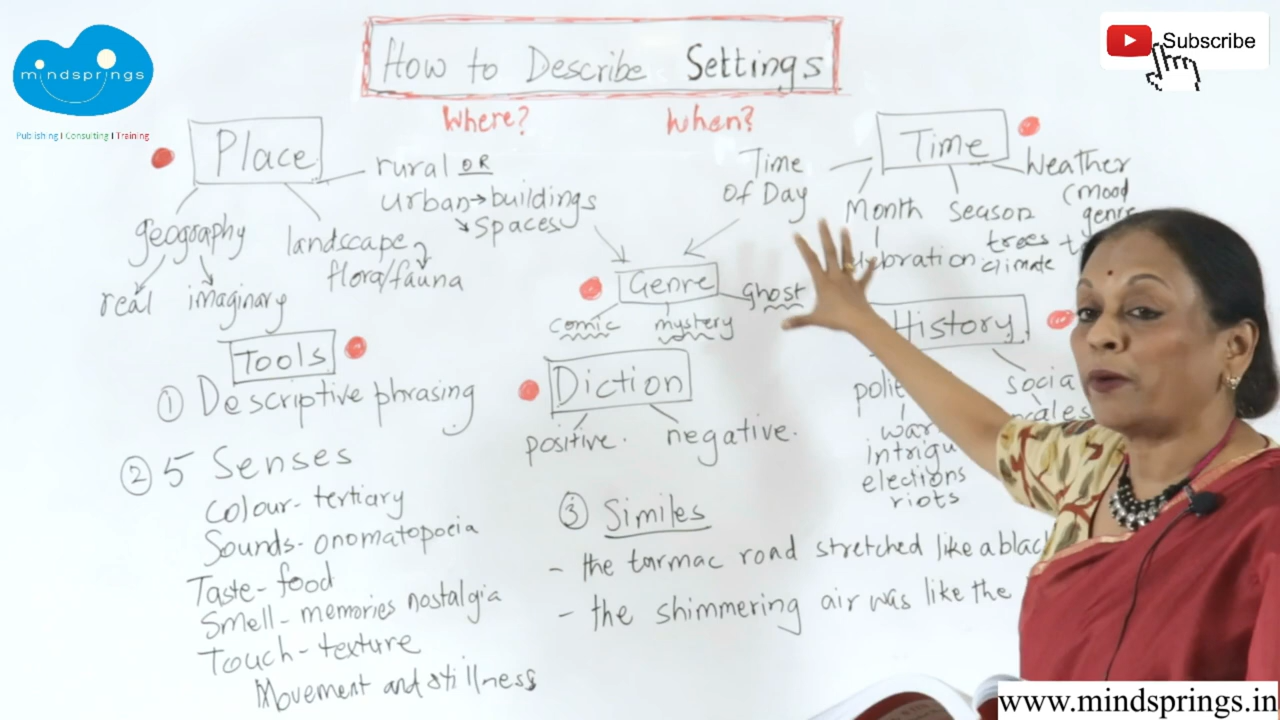 mindsprings
Publishing I Consulting I Training
Subscribe
How to Describe Settings
Where? When?
Place
rural OR
urban → buildings
spaces
geography
real imaginary
landscape
flora/fauna
Time
Time
Of Day
Month
Season
trees
climate
Weather
(mood
genre
Genre
comic mystery ghost
History
war
elections
riots
Tools
① Descriptive phrasing
② 5 Senses
Colour - tertiary
Sounds - onomatopoeia
Taste - food
Smell - memories nostalgia
Touch - texture
Movement and stillness
Diction
positive. negative.
③ Similes
- the tarmac road stretched like a
- the shimmering air was like the
www.mindsprings.in